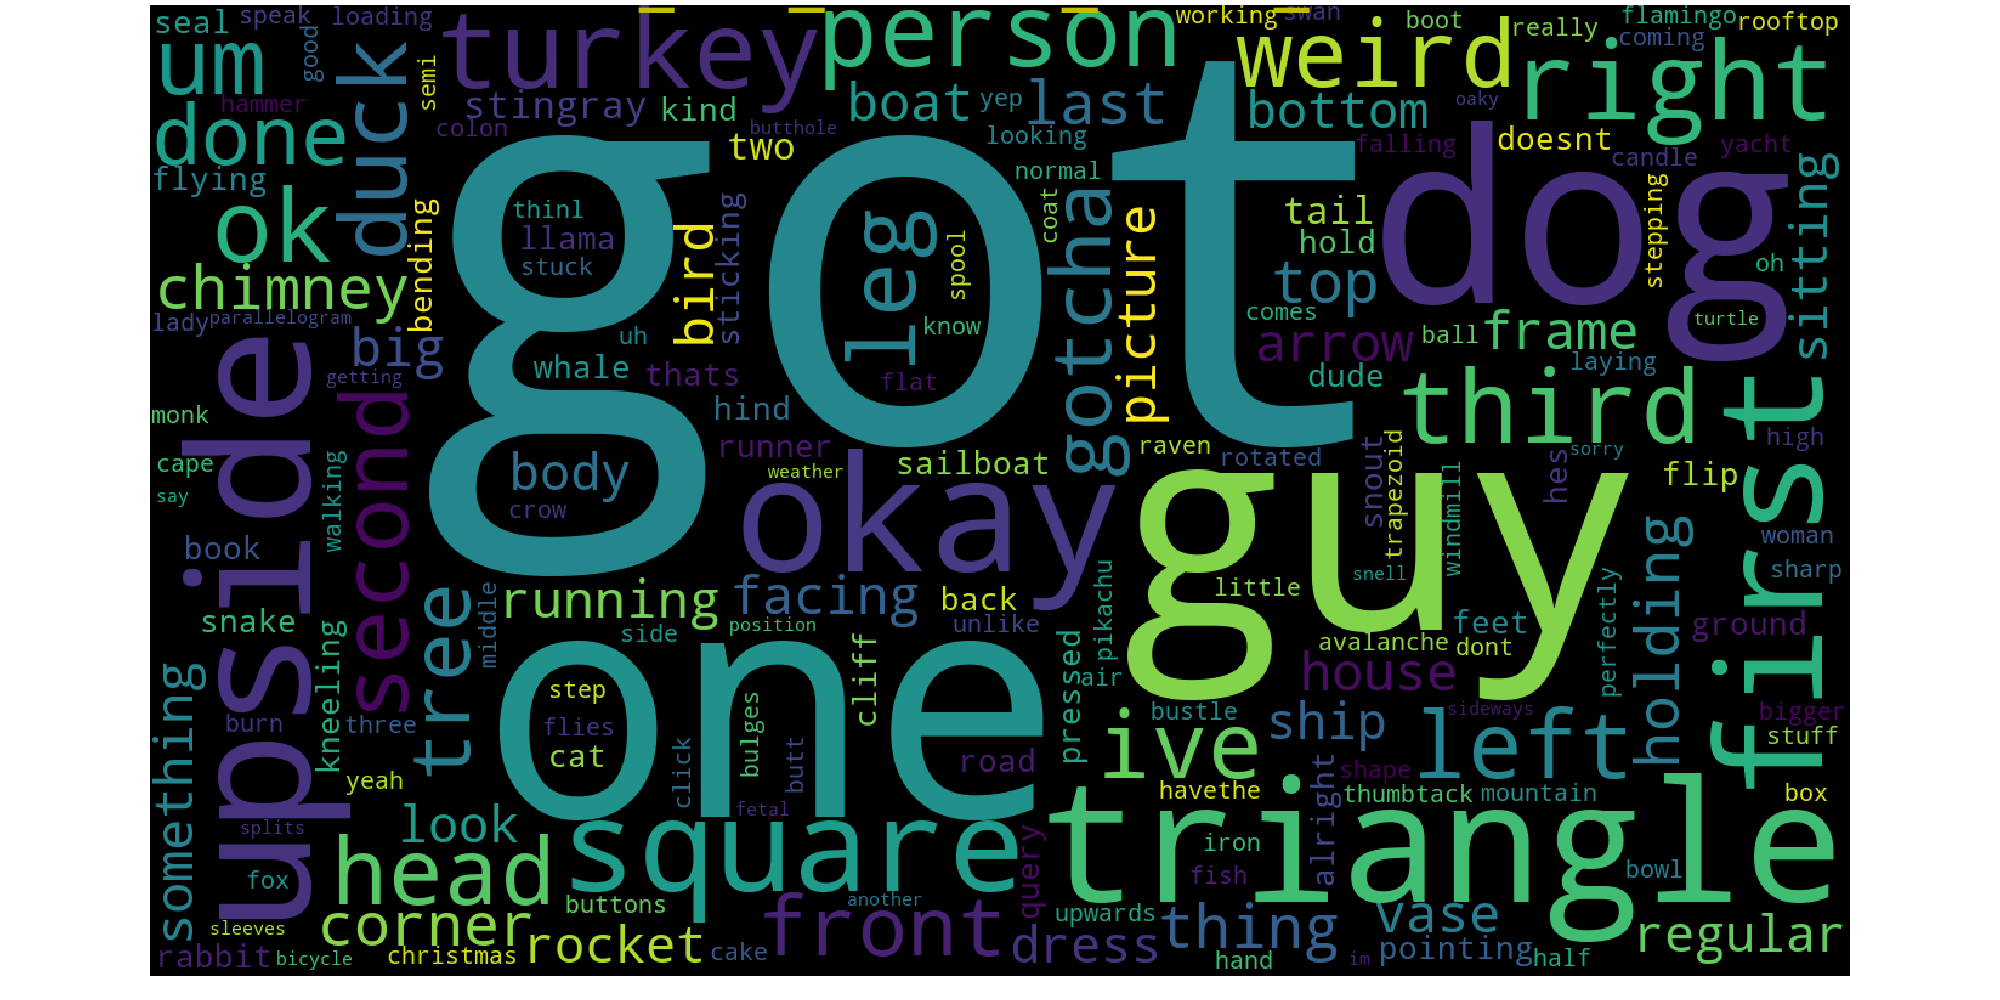 seal
speak
loading
working
swan
boot
really
flamingo
rooftop
um
good
semi
duck
turkey
person
weird
coming
right
hammer
stingray
kind
boat
yep
last
bottom
oaky
done
colon
butthole
two
looking
falling
doesnt
candle
yacht
flying
normal
got
dog
ok
bending
thinl
llama
stuck
bird
sticking
leg
spool
know
coat
gotcha
picture
tail
hold
top
stepping
oh
sitting
chimney
lady
parallelogram
big
uh
comes
arrow
ball
frame
turtle
getting
whale
thats
flat
dude
laying
monk
upside
second
hind
third
first
cape
say
walking
runner
weather
body
crow
okay
sailboat
raven
rotated
snout
trapezoid
windmill
hes
sorry
flip
high
guy
book
woman
snake
tree
middle
running
facing
back
pikachu
little
snell
sharp
kneeling
side
position
unlike
avalanche
dont
feet
perfectly
holding
ground
something
burn
three
step
flies
cat
one
cliff
pressed
air
house
click
bulges
butt
road
bustle
ive
ship
sideways
left
bigger
stuff
yeah
splits
look
fetal
havethe
alright
shape
thumbtack
mountain
box
fox
head
square
query
iron
triangle
fish
bowl
sleeves
corner
buttons
another
front
upwards
thing
vase
regular
rabbit
bicycle
christmas
rocket
cake
dress
hand
im
pointing
half